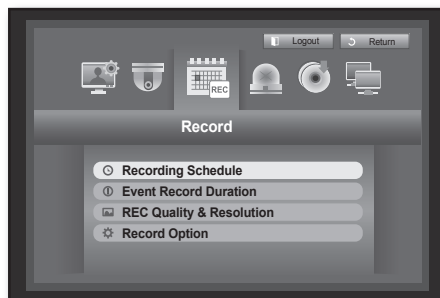 Logout Return
REC
Record
Recording Schedule
Event Record Duration
REC Quality & Resolution
Record Option